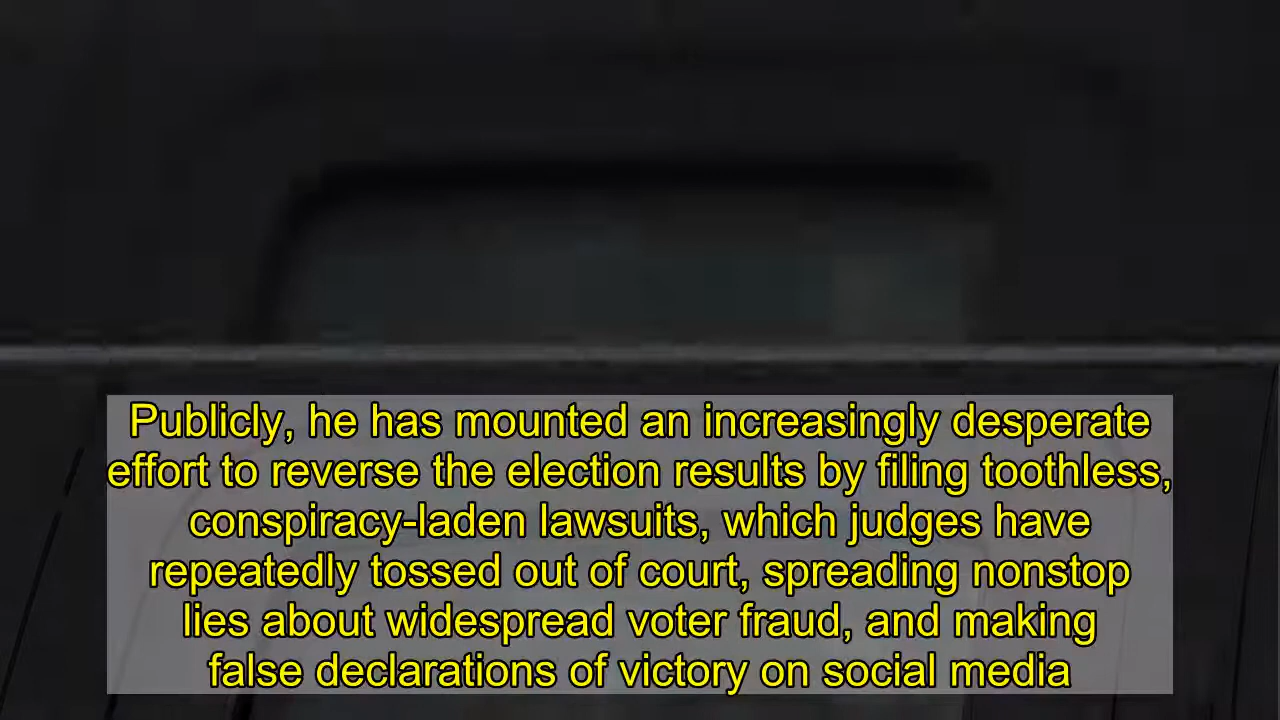 Publicly, he has mounted an increasingly desperate
effort to reverse the election results by filing toothless,
conspiracy-laden lawsuits, which judges have
repeatedly tossed out of court, spreading nonstop
lies about widespread voter fraud, and making
false declarations of victory on social media